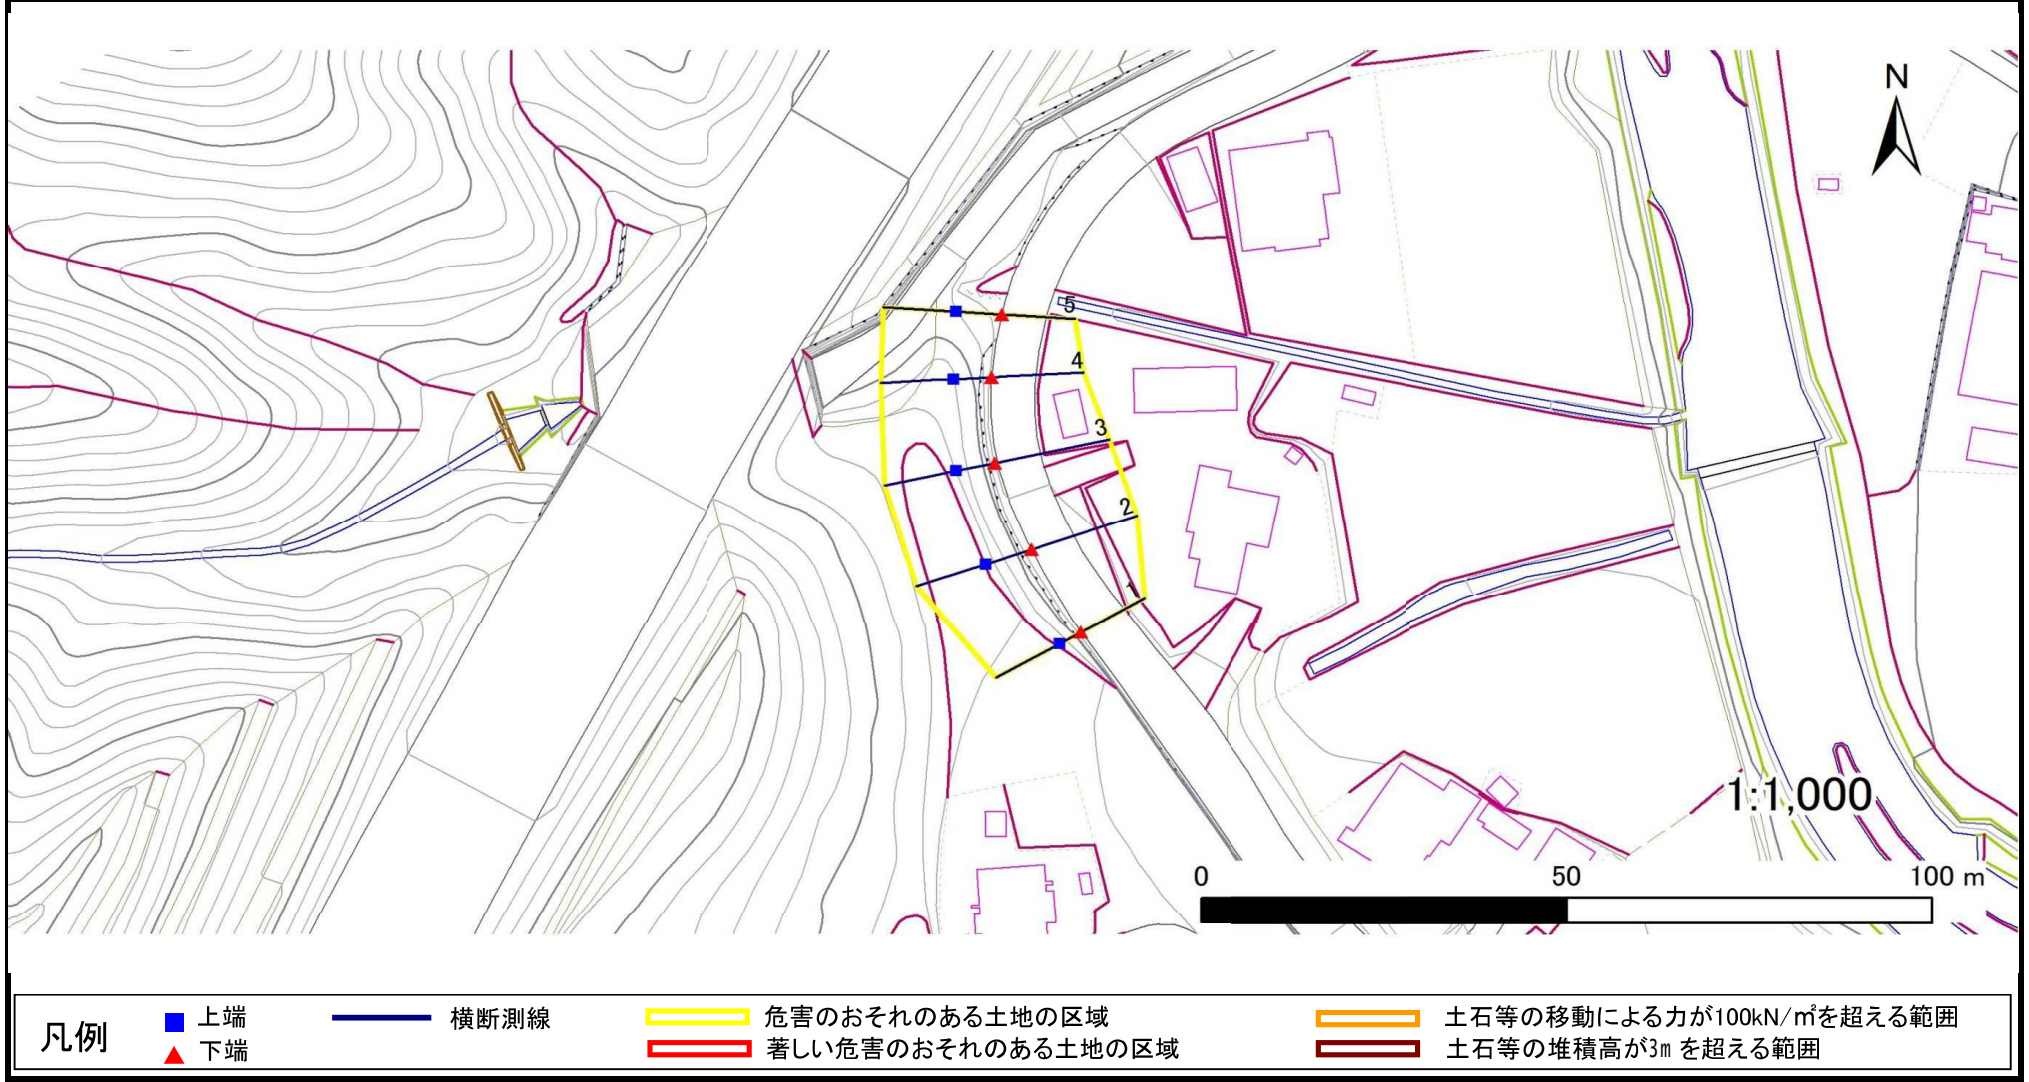 N
5
4
3
2
1
1:1,000
0 50 100 m
凡例
上端 横断測線 危害のおそれのある土地の区域 土石等の移動による力が100kN/㎡を超える範囲
下端 著しい危害のおそれのある土地の区域 土石等の堆積高が3mを超える範囲